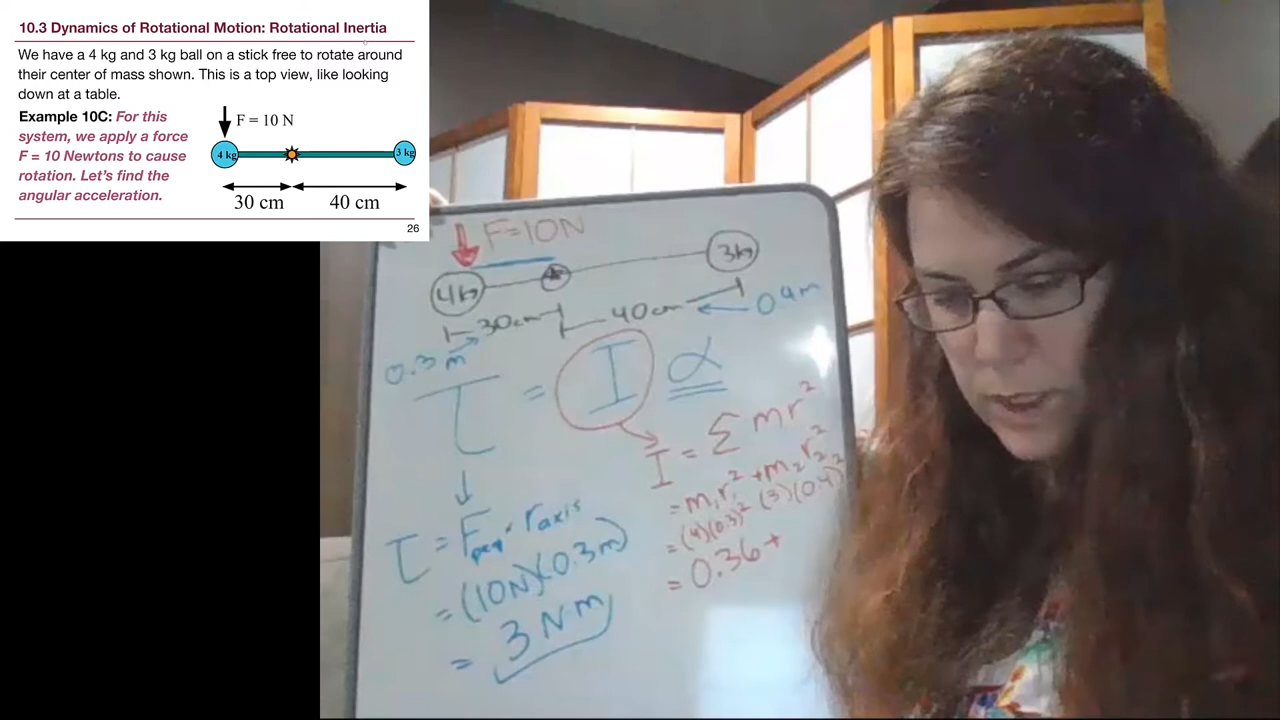 10.3 Dynamics of Rotational Motion: Rotational Inertia
We have a 4 kg and 3 kg ball on a stick free to rotate around
their center of mass shown. This is a top view, like looking
down at a table.
Example 10C: For this
system, we apply a force
F = 10 Newtons to cause
rotation. Let's find the
angular acceleration.
F = 10 N
4 kg
3 kg
30 cm
40 cm
26
F=10N
4kg
3kg
30cm
40cm
0.4m
0.3m
τ = I α
I = Σ mr²
= m₁r₁² + m₂r₂²
= (4)(0.3)² (3)(0.4)²
= 0.36 +
τ = Fperp · raxis
= (10N)(0.3m)
= 3 N·m